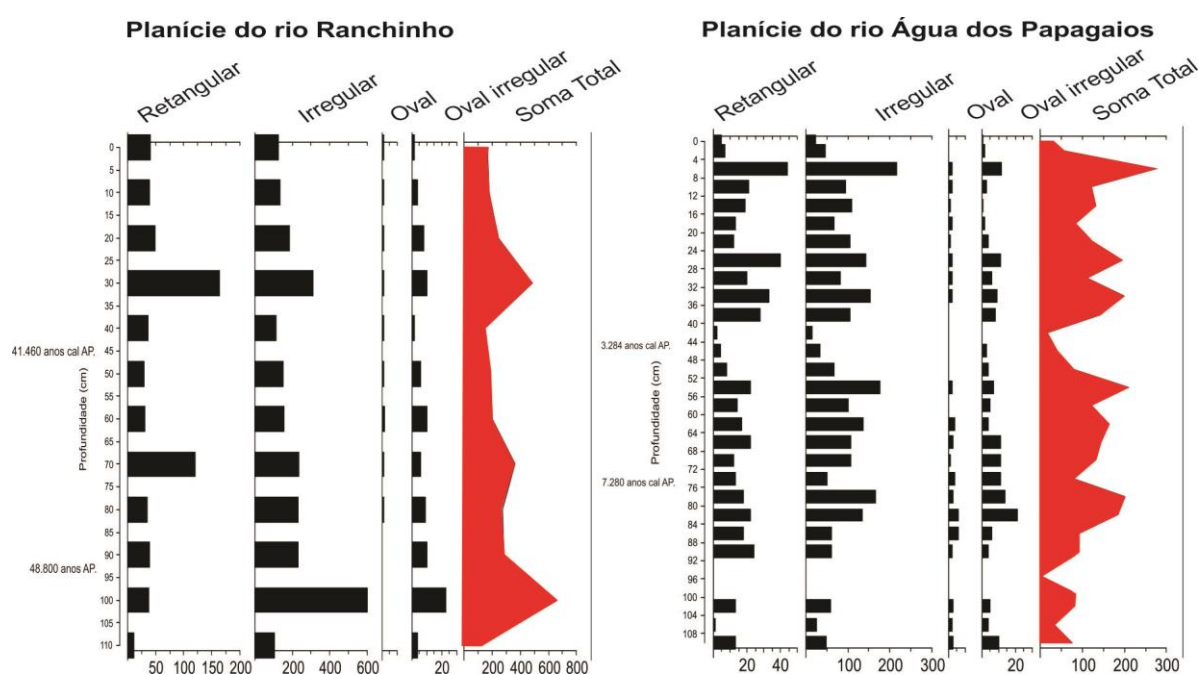 Planície do rio Ranchinho
Retangular
Irregular
Oval
Oval irregular
Soma Total
Profundidade (cm)
0
5
10
15
20
25
30
35
40
45
50
55
60
65
70
75
80
85
90
95
100
105
110
41.460 anos cal AP.
48.800 anos AP.
50 100 150 200
200 400 600
20
200 400 600 800
Planície do rio Água dos Papagaios
Retangular
Irregular
Oval
Oval irregular
Soma Total
Profundidade (cm)
0
4
8
12
16
20
24
28
32
36
40
44
48
52
56
60
64
68
72
76
80
84
88
92
96
100
104
108
3.284 anos cal AP.
7.280 anos cal AP.
20 40
100 200 300
20
100 200 300